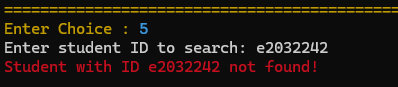 ============================================
Enter Choice : 5
Enter student ID to search: e2032242
Student with ID e2032242 not found!